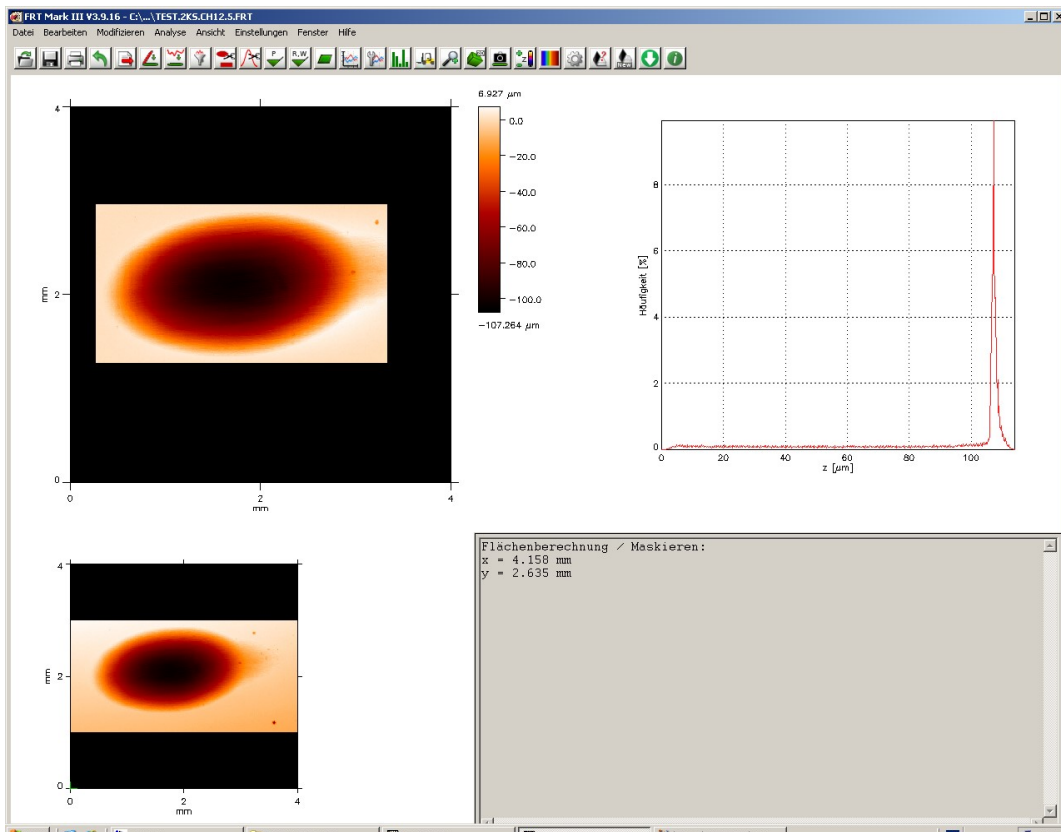 FRT Mark III V3.9.16 - C:\...\TEST.2KS.CH12.5.FRT
Datei Bearbeiten Modifizieren Analyse Ansicht Einstellungen Fenster Hilfe
P
R,W
Z
4
2
0
mm
0
2
4
mm
6.927 µm
0.0
-20.0
-40.0
-60.0
-80.0
-100.0
-107.264 µm
8
6
4
2
0
Häufigkeit [%]
0
20
40
60
80
100
z [µm]
4
2
0
mm
0
2
4
mm
Flächenberechnung / Maskieren:
x = 4.158 mm
y = 2.635 mm